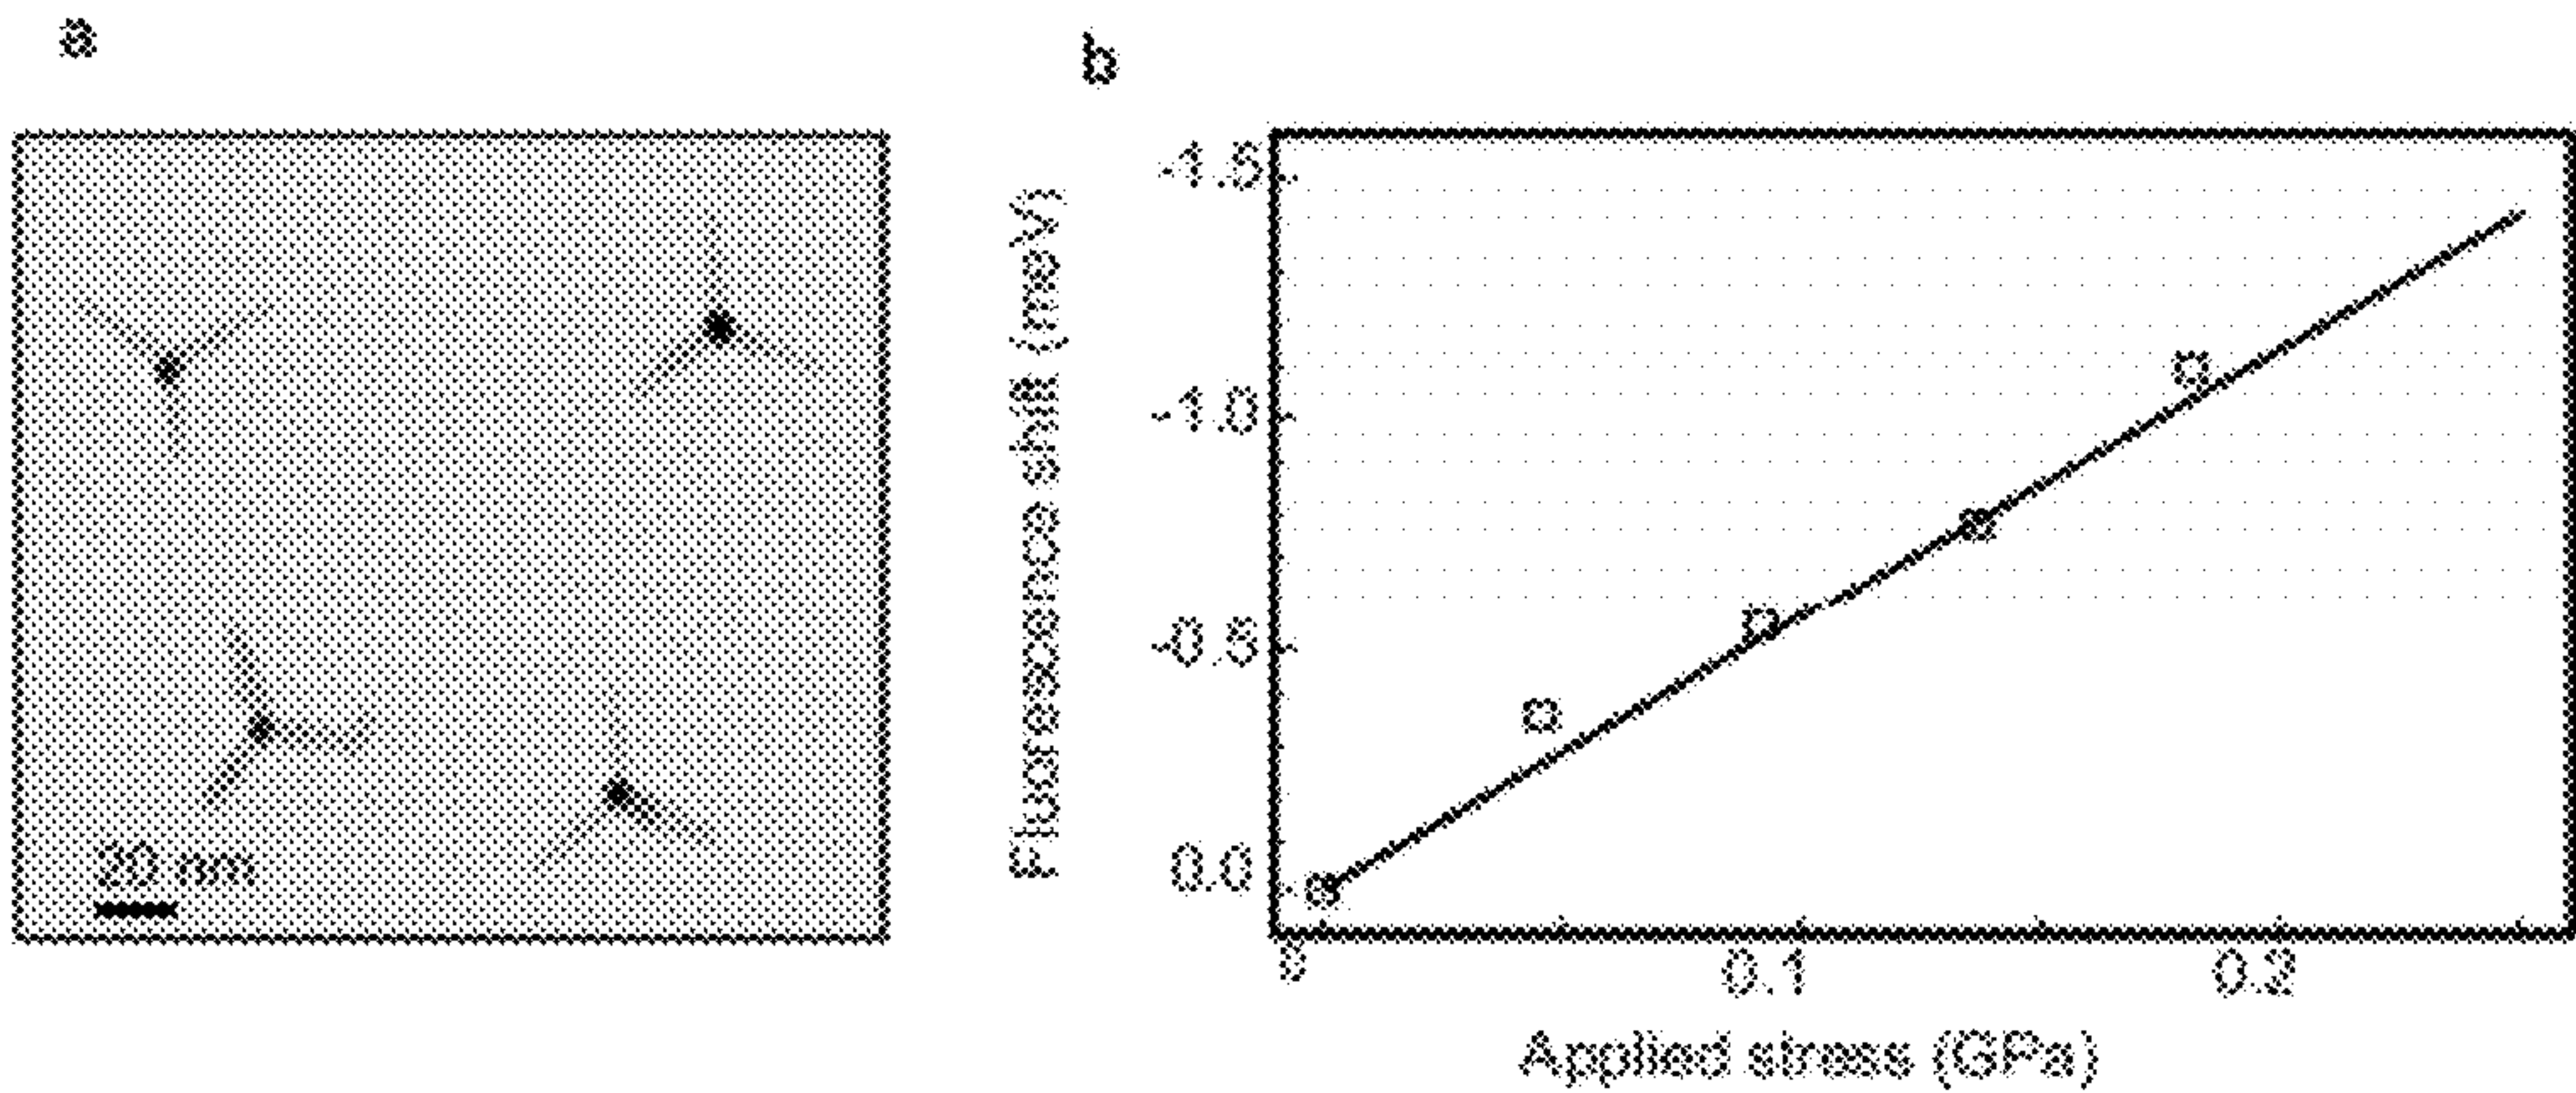 a
20 nm
b
Fluorescence shift (meV)
-1.5
-1.0
-0.5
0.0
0
0.1
0.2
Applied stress (GPa)